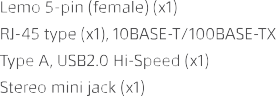 Lemo 5-pin (female) (x1)
RJ-45 type (x1), 10BASE-T/100BASE-TX
Type A, USB2.0 Hi-Speed (x1)
Stereo mini jack (x1)